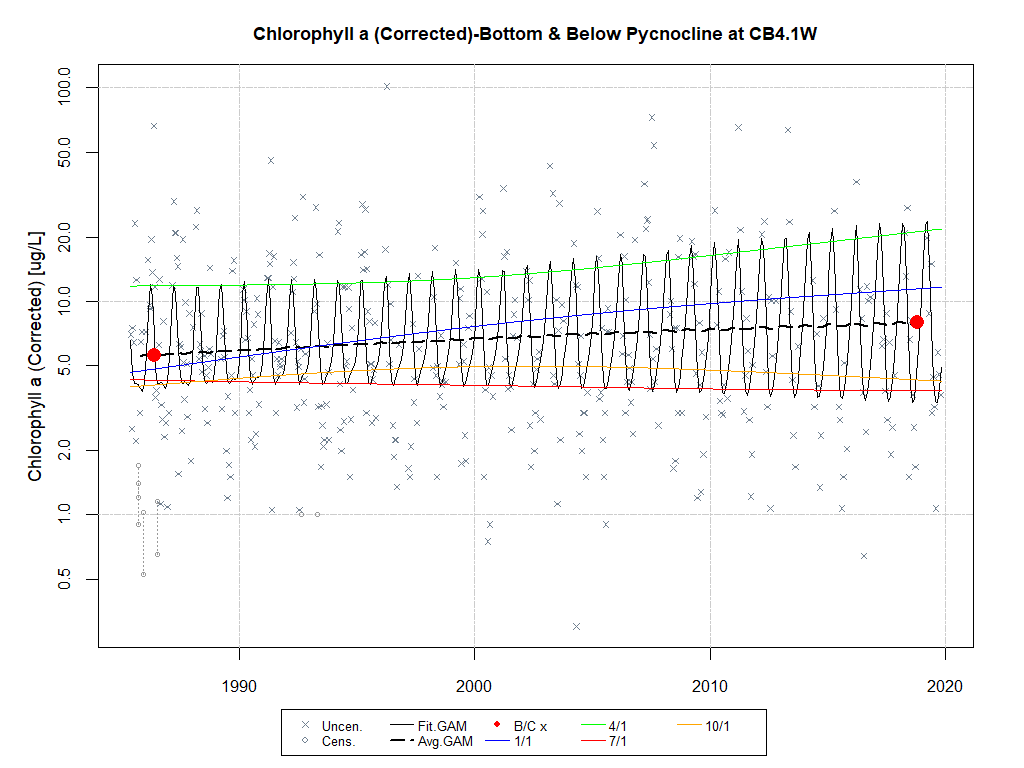 Chlorophyll a (Corrected)-Bottom & Below Pycnocline at CB4.1W
Chlorophyll a (Corrected) [ug/L]
100.0
50.0
20.0
10.0
5.0
2.0
1.0
0.5
1990 2000 2010 2020
Uncen. Fit.GAM B/C x 4/1 10/1
Cens. Avg.GAM 1/1 7/1